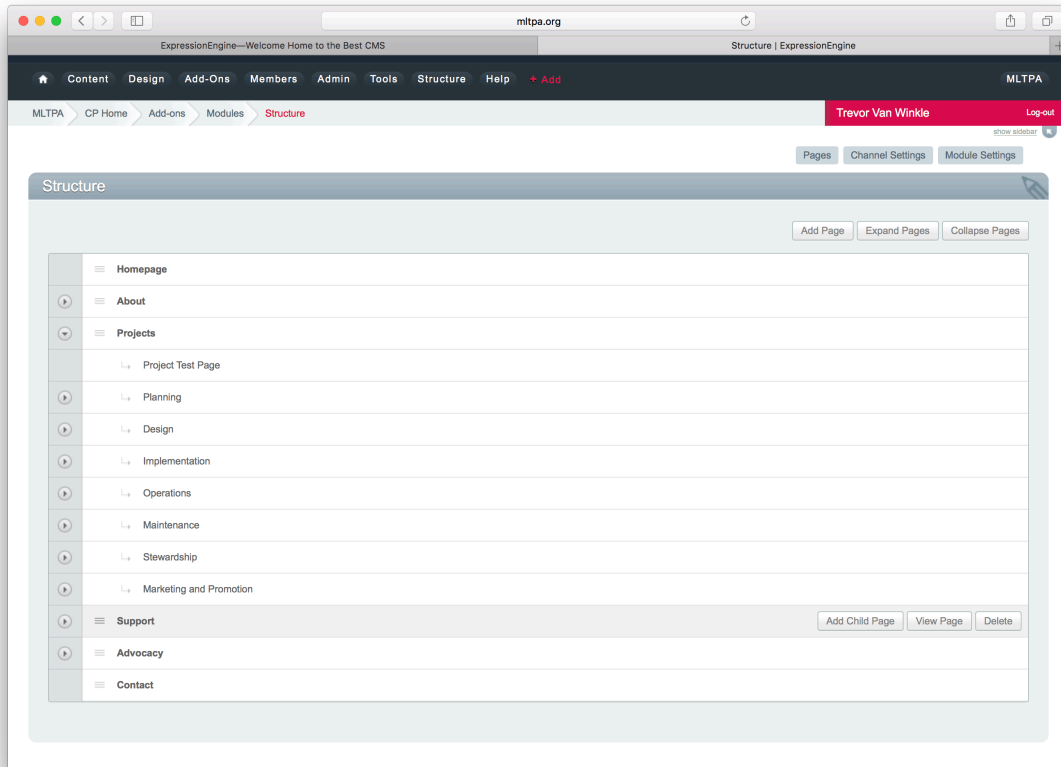 mltpa.org
ExpressionEngine—Welcome Home to the Best CMS
Structure | ExpressionEngine
Content Design Add-Ons Members Admin Tools Structure Help + Add MLTPA
MLTPA CP Home Add-ons Modules Structure Trevor Van Winkle Log-out
show sidebar
Pages Channel Settings Module Settings
Structure
Add Page Expand Pages Collapse Pages
Homepage
About
Projects
Project Test Page
Planning
Design
Implementation
Operations
Maintenance
Stewardship
Marketing and Promotion
Support Add Child Page View Page Delete
Advocacy
Contact